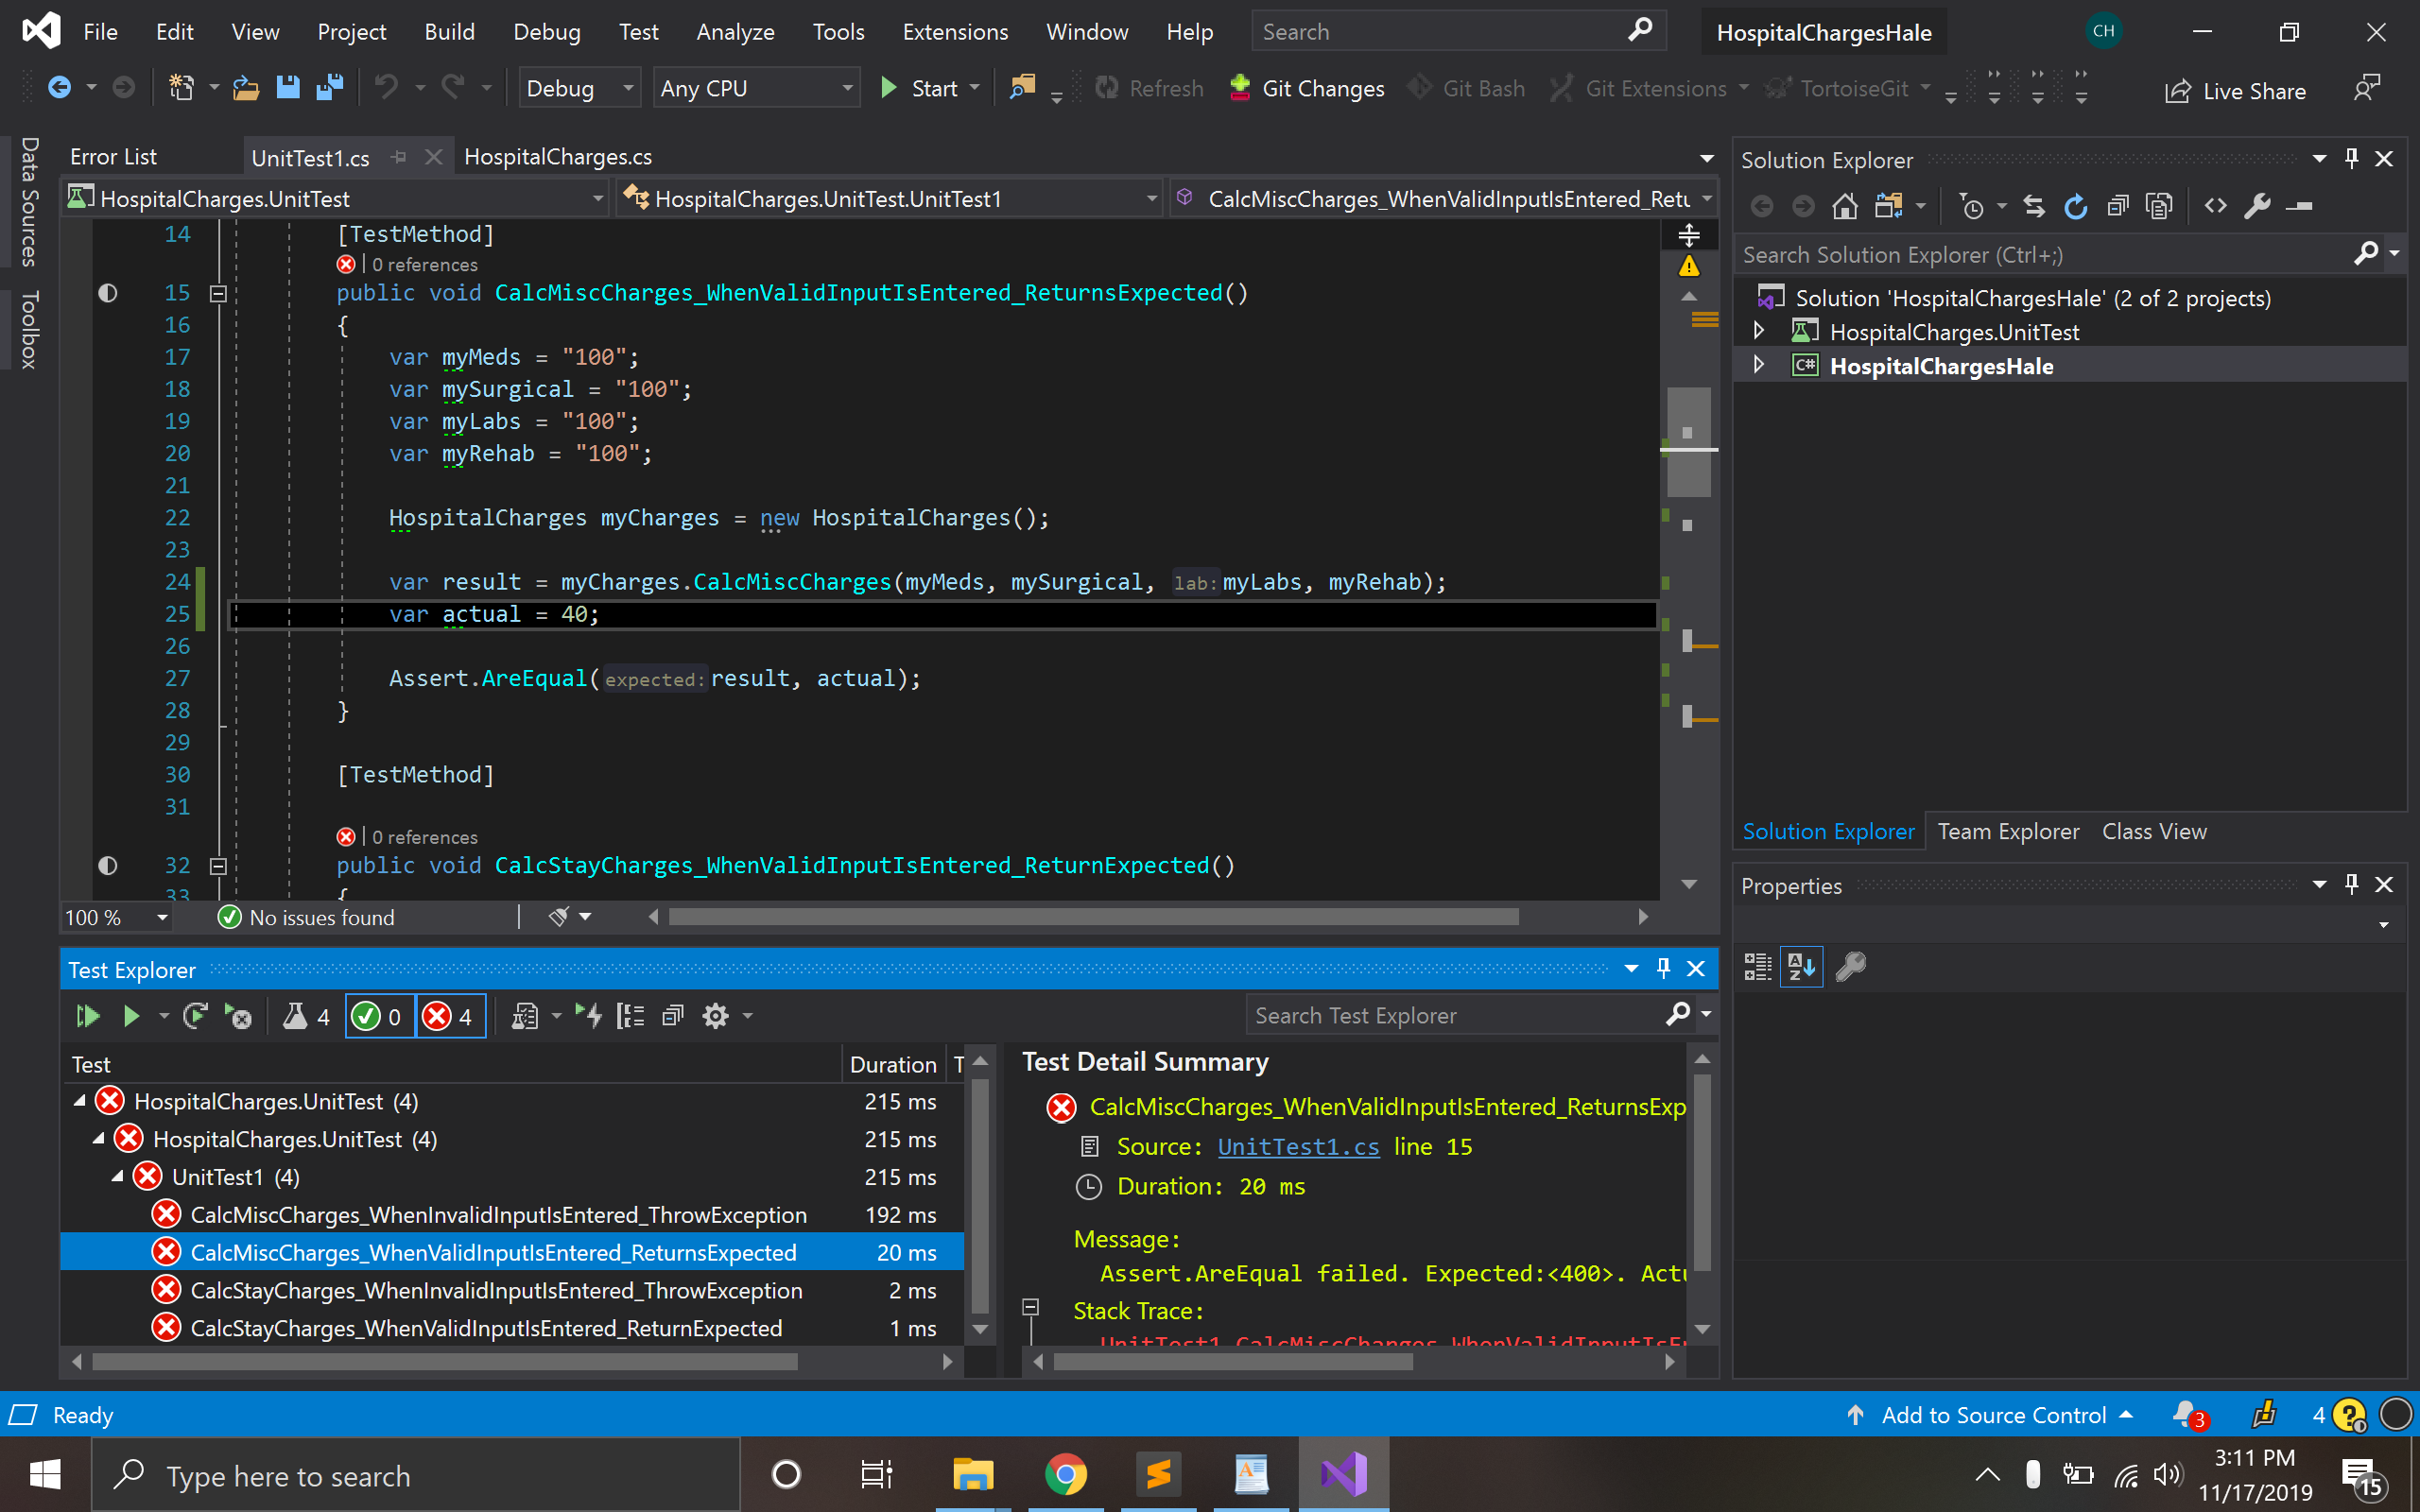 File Edit View Project Build Debug Test Analyze Tools Extensions Window Help Search HospitalChargesHale CH
Debug Any CPU Start Refresh Git Changes Git Bash Git Extensions TortoiseGit Live Share
Data Sources
Toolbox
Error List UnitTest1.cs HospitalCharges.cs
HospitalCharges.UnitTest HospitalCharges.UnitTest.UnitTest1 CalcMiscCharges_WhenValidInputIsEntered_Retu
14 [TestMethod]
0 references
15 public void CalcMiscCharges_WhenValidInputIsEntered_ReturnsExpected()
16 {
17 var myMeds = "100";
18 var mySurgical = "100";
19 var myLabs = "100";
20 var myRehab = "100";
21
22 HospitalCharges myCharges = new HospitalCharges();
23
24 var result = myCharges.CalcMiscCharges(myMeds, mySurgical, lab:myLabs, myRehab);
25 var actual = 40;
26
27 Assert.AreEqual(expected:result, actual);
28 }
29
30 [TestMethod]
31
0 references
32 public void CalcStayCharges_WhenValidInputIsEntered_ReturnExpected()
33 {
100 % No issues found
Solution Explorer
Search Solution Explorer (Ctrl+;)
Solution 'HospitalChargesHale' (2 of 2 projects)
HospitalCharges.UnitTest
C# HospitalChargesHale
Solution Explorer Team Explorer Class View
Properties
Test Explorer
4 0 4 Search Test Explorer
Test Duration T
HospitalCharges.UnitTest (4) 215 ms
HospitalCharges.UnitTest (4) 215 ms
UnitTest1 (4) 215 ms
CalcMiscCharges_WhenInvalidInputIsEntered_ThrowException 192 ms
CalcMiscCharges_WhenValidInputIsEntered_ReturnsExpected 20 ms
CalcStayCharges_WhenInvalidInputIsEntered_ThrowException 2 ms
CalcStayCharges_WhenValidInputIsEntered_ReturnExpected 1 ms
Test Detail Summary
CalcMiscCharges_WhenValidInputIsEntered_ReturnsExp
Source: UnitTest1.cs line 15
Duration: 20 ms
Message:
Assert.AreEqual failed. Expected:<400>. Actu
Stack Trace:
UnitTest1.CalcMiscCharges_WhenValidInputIsEn
Ready Add to Source Control 3 4
Type here to search 3:11 PM
11/17/2019 15